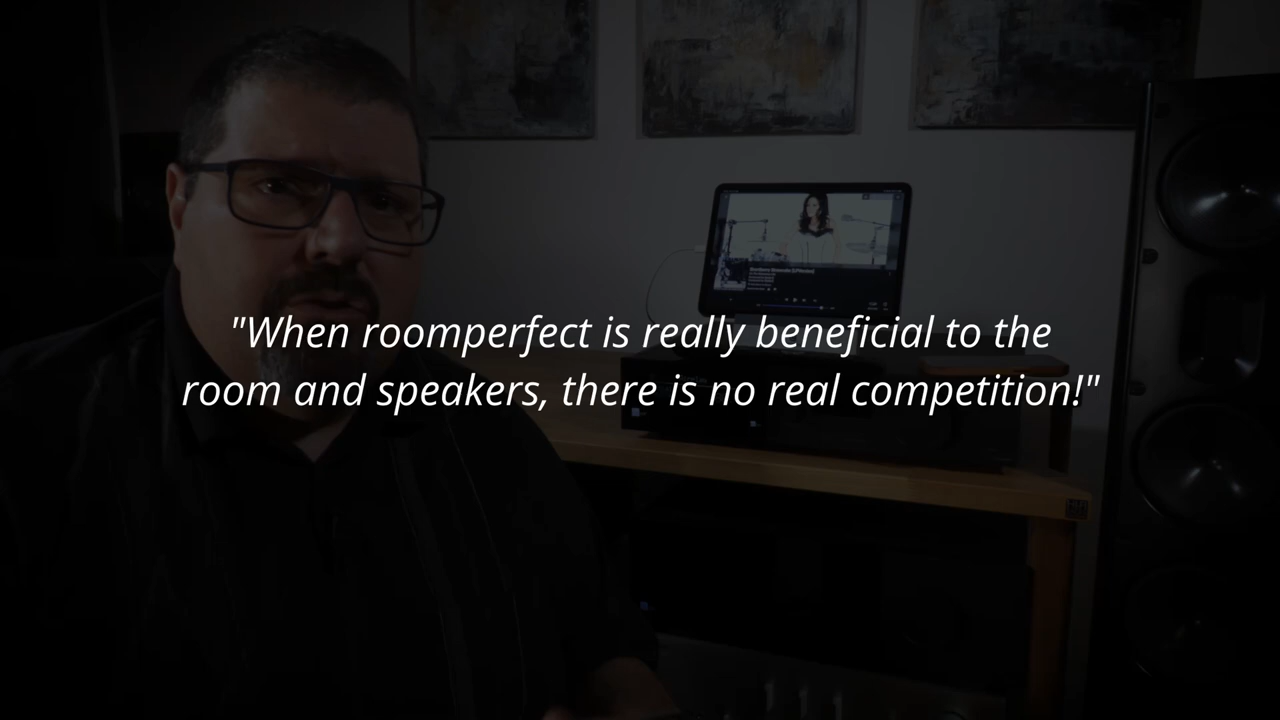 "When roomperfect is really beneficial to the
room and speakers, there is no real competition!"